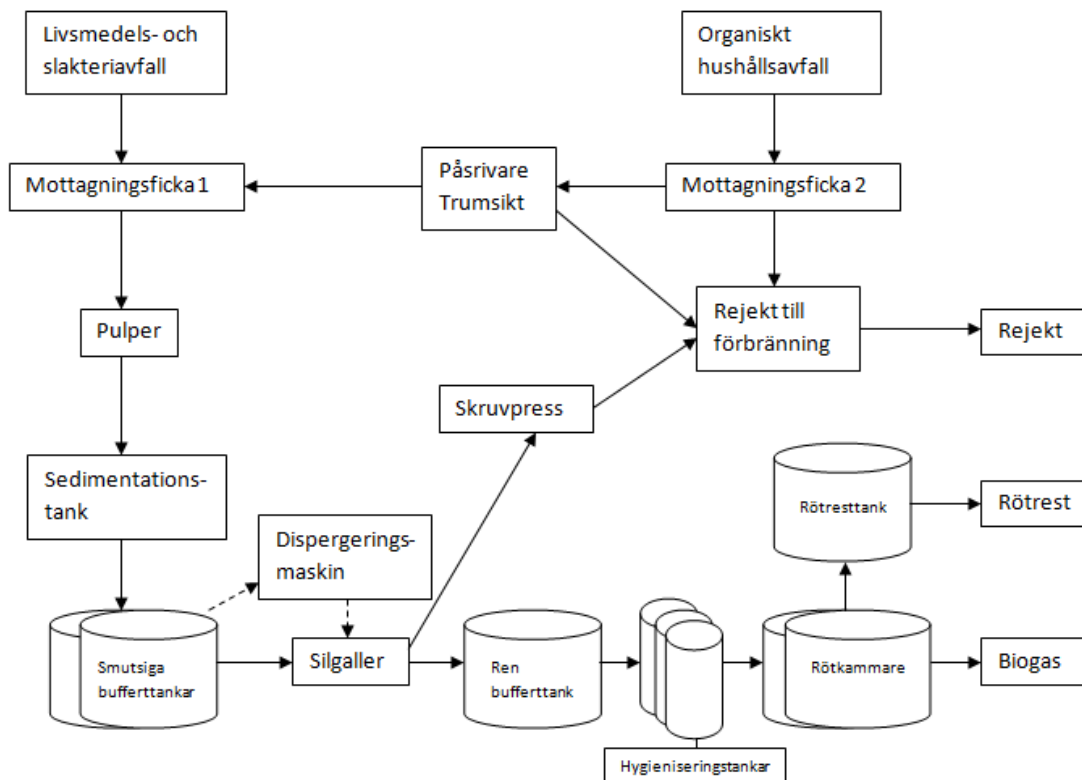 Livsmedels- och
slakteriavfall
Organiskt
hushållsavfall
Mottagningsficka 1
Påsrivare
Trumsikt
Mottagningsficka 2
Pulper
Rejekt till
förbränning
Rejekt
Skruvpress
Sedimentations-
tank
Rötresttank
Rötrest
Dispergerings-
maskin
Smutsiga
bufferttankar
Silgaller
Ren
bufferttank
Rötkammare
Biogas
Hygieniseringstankar